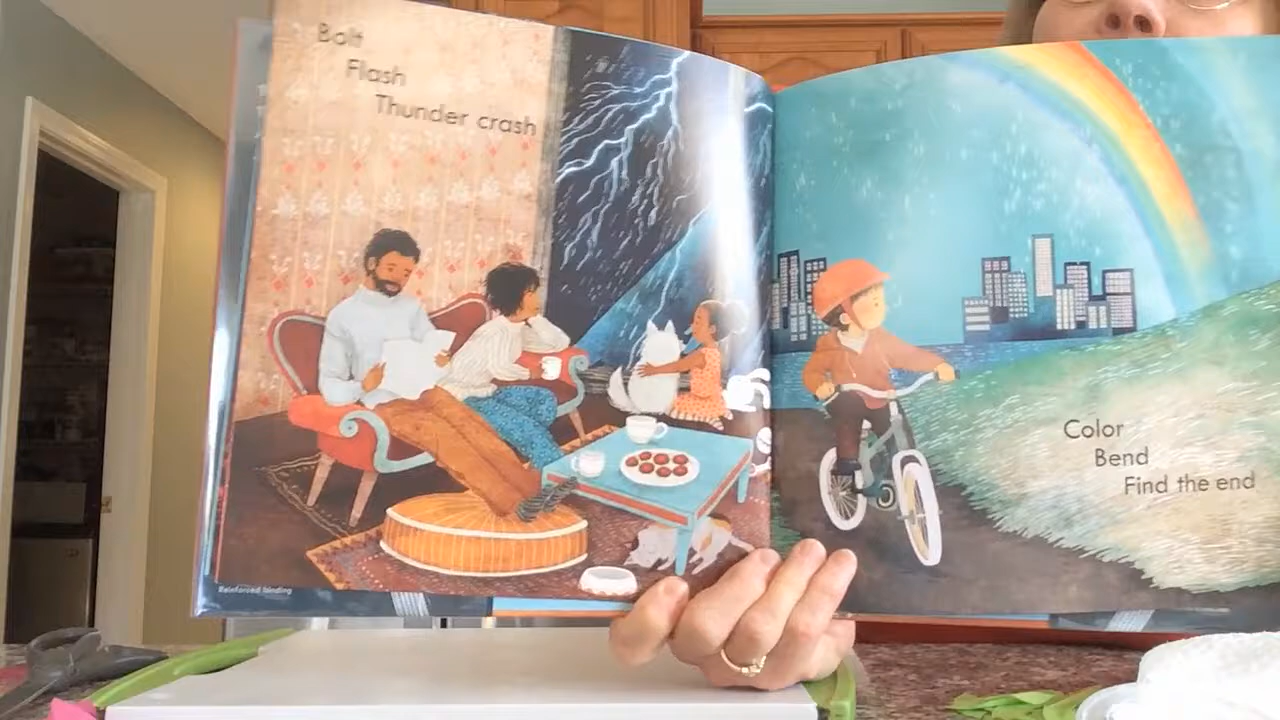 Bolt
Flash
Thunder crash
Reinforced binding
Color
Bend
Find the end